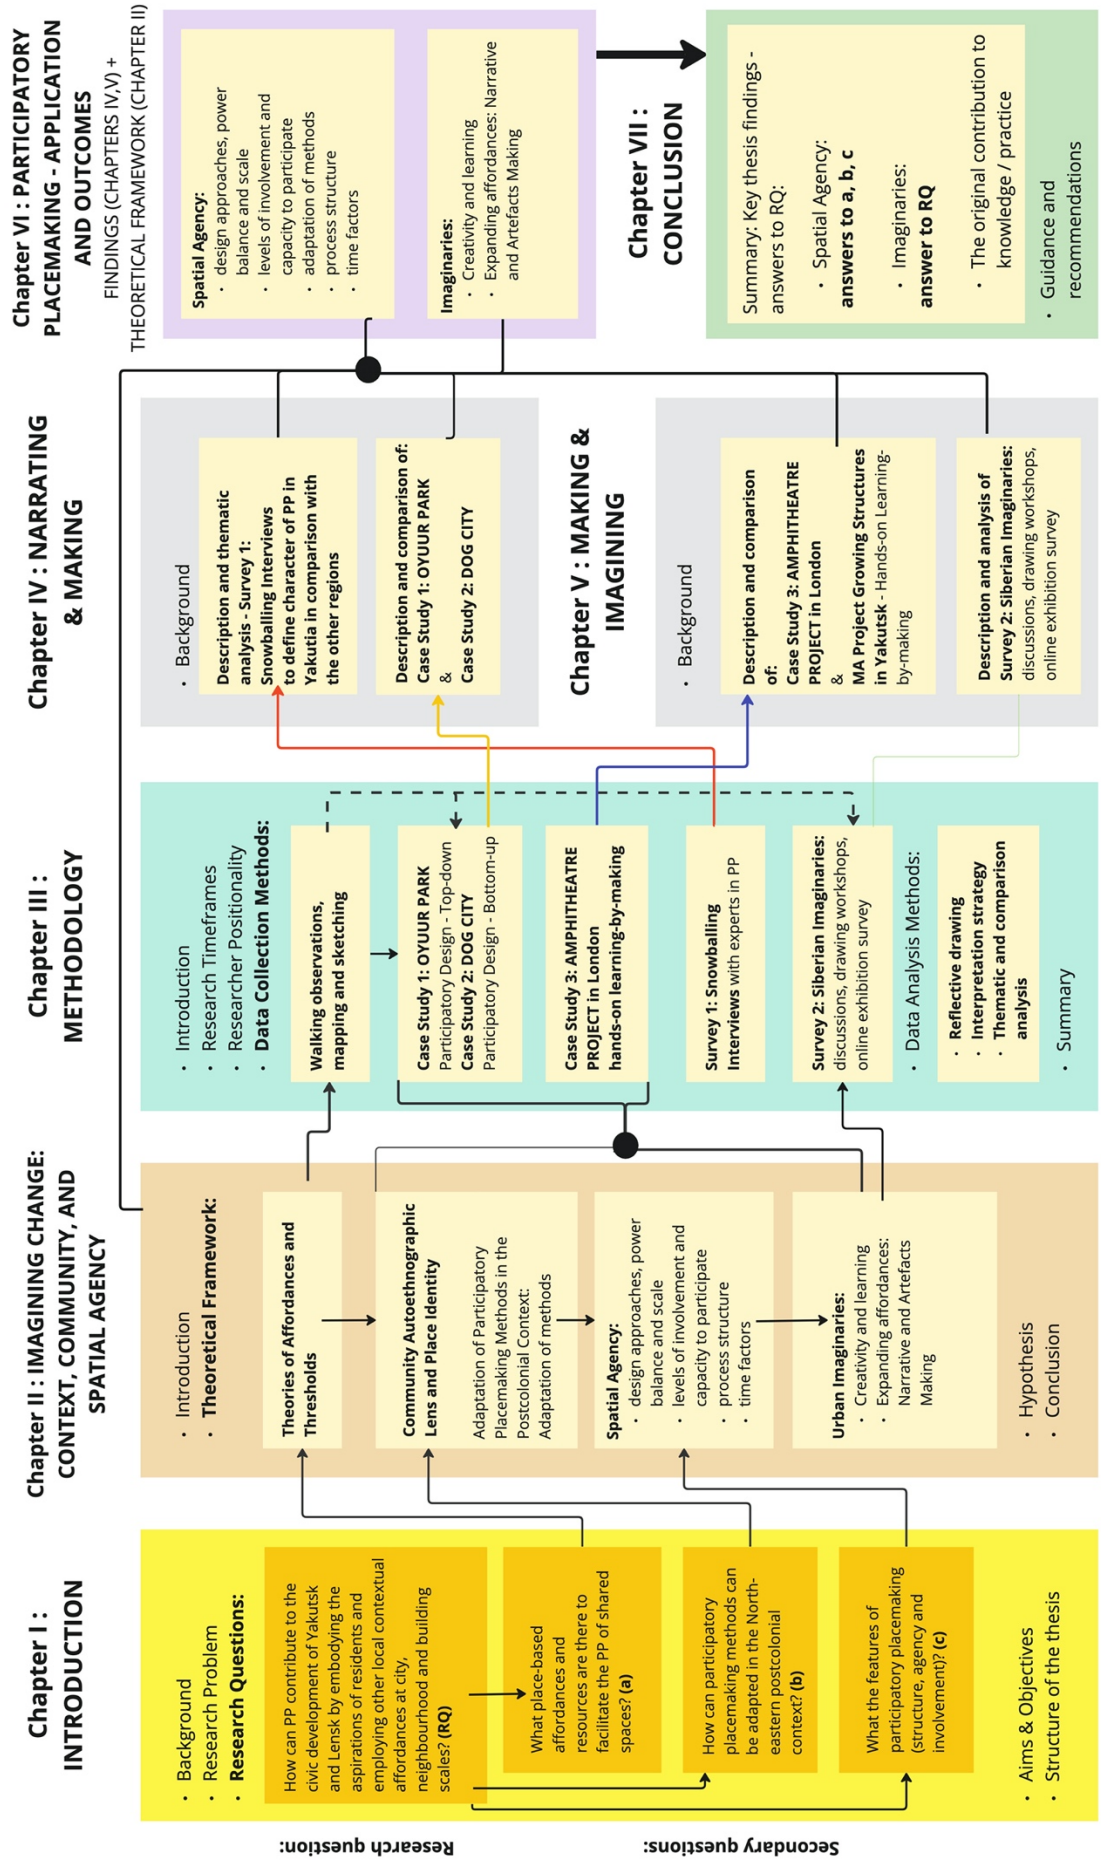 Research question:
Secondary questions:
Chapter I :
INTRODUCTION
• Background
• Research Problem
• Research Questions:
How can PP contribute to the
civic development of Yakutsk
and Lensk by embodying the
aspirations of residents and
employing other local contextual
affordances at city,
neighbourhood and building
scales? (RQ)
What place-based
affordances and
resources are there to
facilitate the PP of shared
spaces? (a)
How can participatory
placemaking methods can
be adapted in the North-
eastern postcolonial
context? (b)
What the features of
participatory placemaking
(structure, agency and
involvement)? (c)
• Aims & Objectives
• Structure of the thesis
Chapter II : IMAGINING CHANGE:
CONTEXT, COMMUNITY, AND
SPATIAL AGENCY
• Introduction
• Theoretical Framework:
Theories of Affordances and
Thresholds
Community Autoethnographic
Lens and Place Identity
Adaptation of Participatory
Placemaking Methods in the
Postcolonial Context:
Adaptation of methods
Spatial Agency:
• design approaches, power
balance and scale
• levels of involvement and
capacity to participate
• process structure
• time factors
Urban Imaginaries:
• Creativity and learning
• Expanding affordances:
Narrative and Artefacts
Making
• Hypothesis
• Conclusion
Chapter III :
METHODOLOGY
• Introduction
• Research Timeframes
• Researcher Positionality
• Data Collection Methods:
Walking observations,
mapping and sketching
Case Study 1: OYUUR PARK
Participatory Design - Top-down
Case Study 2: DOG CITY
Participatory Design - Bottom-up
Case Study 3: AMPHITHEATRE
PROJECT in London
hands-on learning-by-making
Survey 1: Snowballing
Interviews with experts in PP
Survey 2: Siberian Imaginaries:
discussions, drawing workshops,
online exhibition survey
• Data Analysis Methods:
• Reflective drawing
• Interpretation strategy
• Thematic and comparison
analysis
• Summary
Chapter IV : NARRATING
& MAKING
• Background
Description and thematic
analysis - Survey 1:
Snowballing Interviews
to define character of PP in
Yakutia in comparison with
the other regions
Description and comparison of:
Case Study 1: OYUUR PARK
&
Case Study 2: DOG CITY
Chapter V : MAKING &
IMAGINING
• Background
Description and comparison
of:
Case Study 3: AMPHITHEATRE
PROJECT in London
&
MA Project Growing Structures
in Yakutsk - Hands-on Learning-
by-making
Description and analysis of
Survey 2: Siberian Imaginaries:
discussions, drawing workshops,
online exhibition survey
Chapter VI : PARTICIPATORY
PLACEMAKING - APPLICATION
AND OUTCOMES
FINDINGS (CHAPTERS IV,V) +
THEORETICAL FRAMEWORK (CHAPTER II)
Spatial Agency:
• design approaches, power
balance and scale
• levels of involvement and
capacity to participate
• adaptation of methods
• process structure
• time factors
Imaginaries:
• Creativity and learning
• Expanding affordances: Narrative
and Artefacts Making
Chapter VII :
CONCLUSION
Summary: Key thesis findings -
answers to RQ:
• Spatial Agency:
answers to a, b, c
• Imaginaries:
answer to RQ
• The original contribution to
knowledge / practice
• Guidance and
recommendations